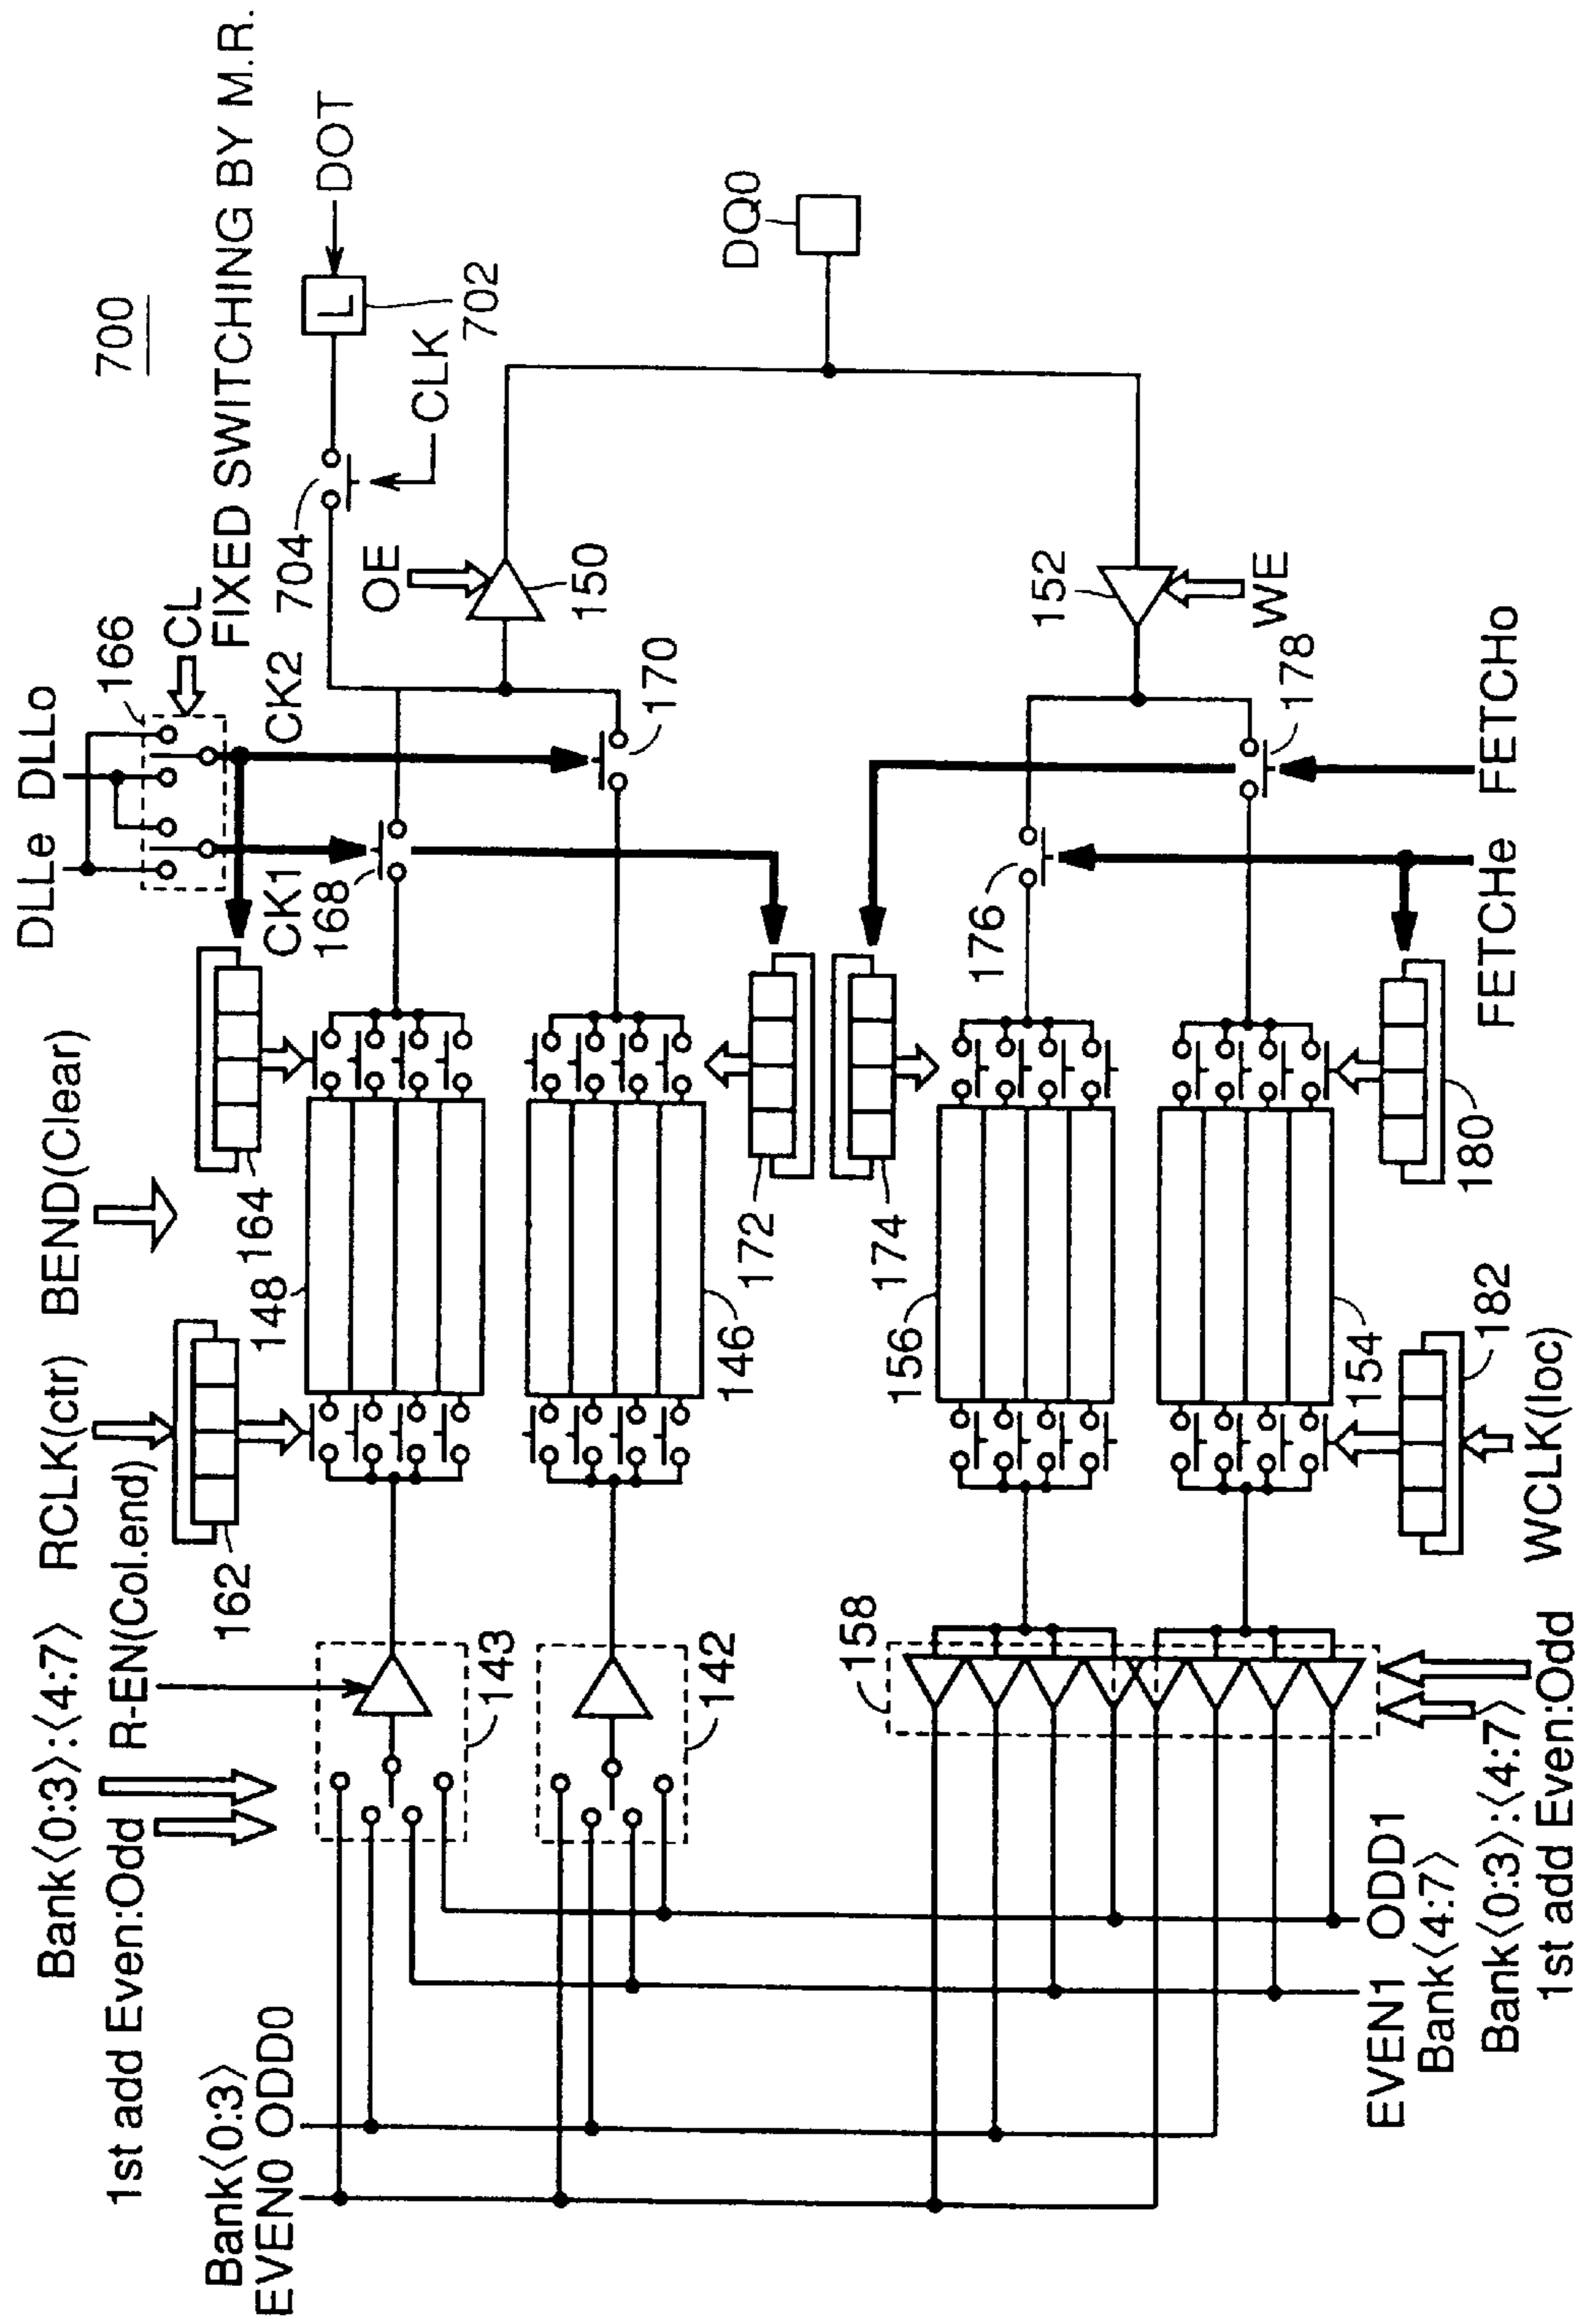 700
Bank⟨0:3⟩:⟨4:7⟩
1st add Even:Odd
R-EN(Col.end)
RCLK(ctr)
BEND(Clear)
DLLe
DLLo
166
CL
FIXED SWITCHING BY M.R.
Bank⟨0:3⟩
EVEN0
ODD0
162
164
148
CK1
CK2
168
704
L
DOT
702
CLK
OE
150
170
143
142
146
172
DQ0
158
156
174
176
152
WE
178
154
180
182
EVEN1
ODD1
Bank⟨4:7⟩
Bank⟨0:3⟩:⟨4:7⟩
1st add Even:Odd
WCLK(loc)
FETCHe
FETCHo